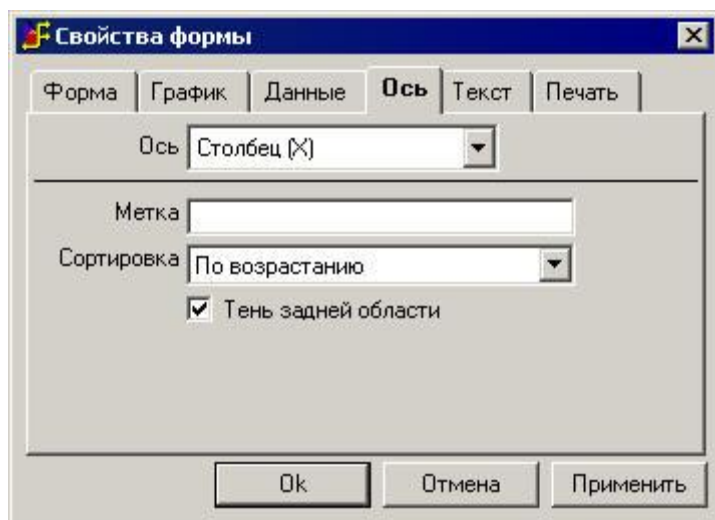 Свойства формы
Форма График Данные Ось Текст Печать
Ось Столбец (X)
Метка
Сортировка По возрастанию
Тень задней области
Ok Отмена Применить